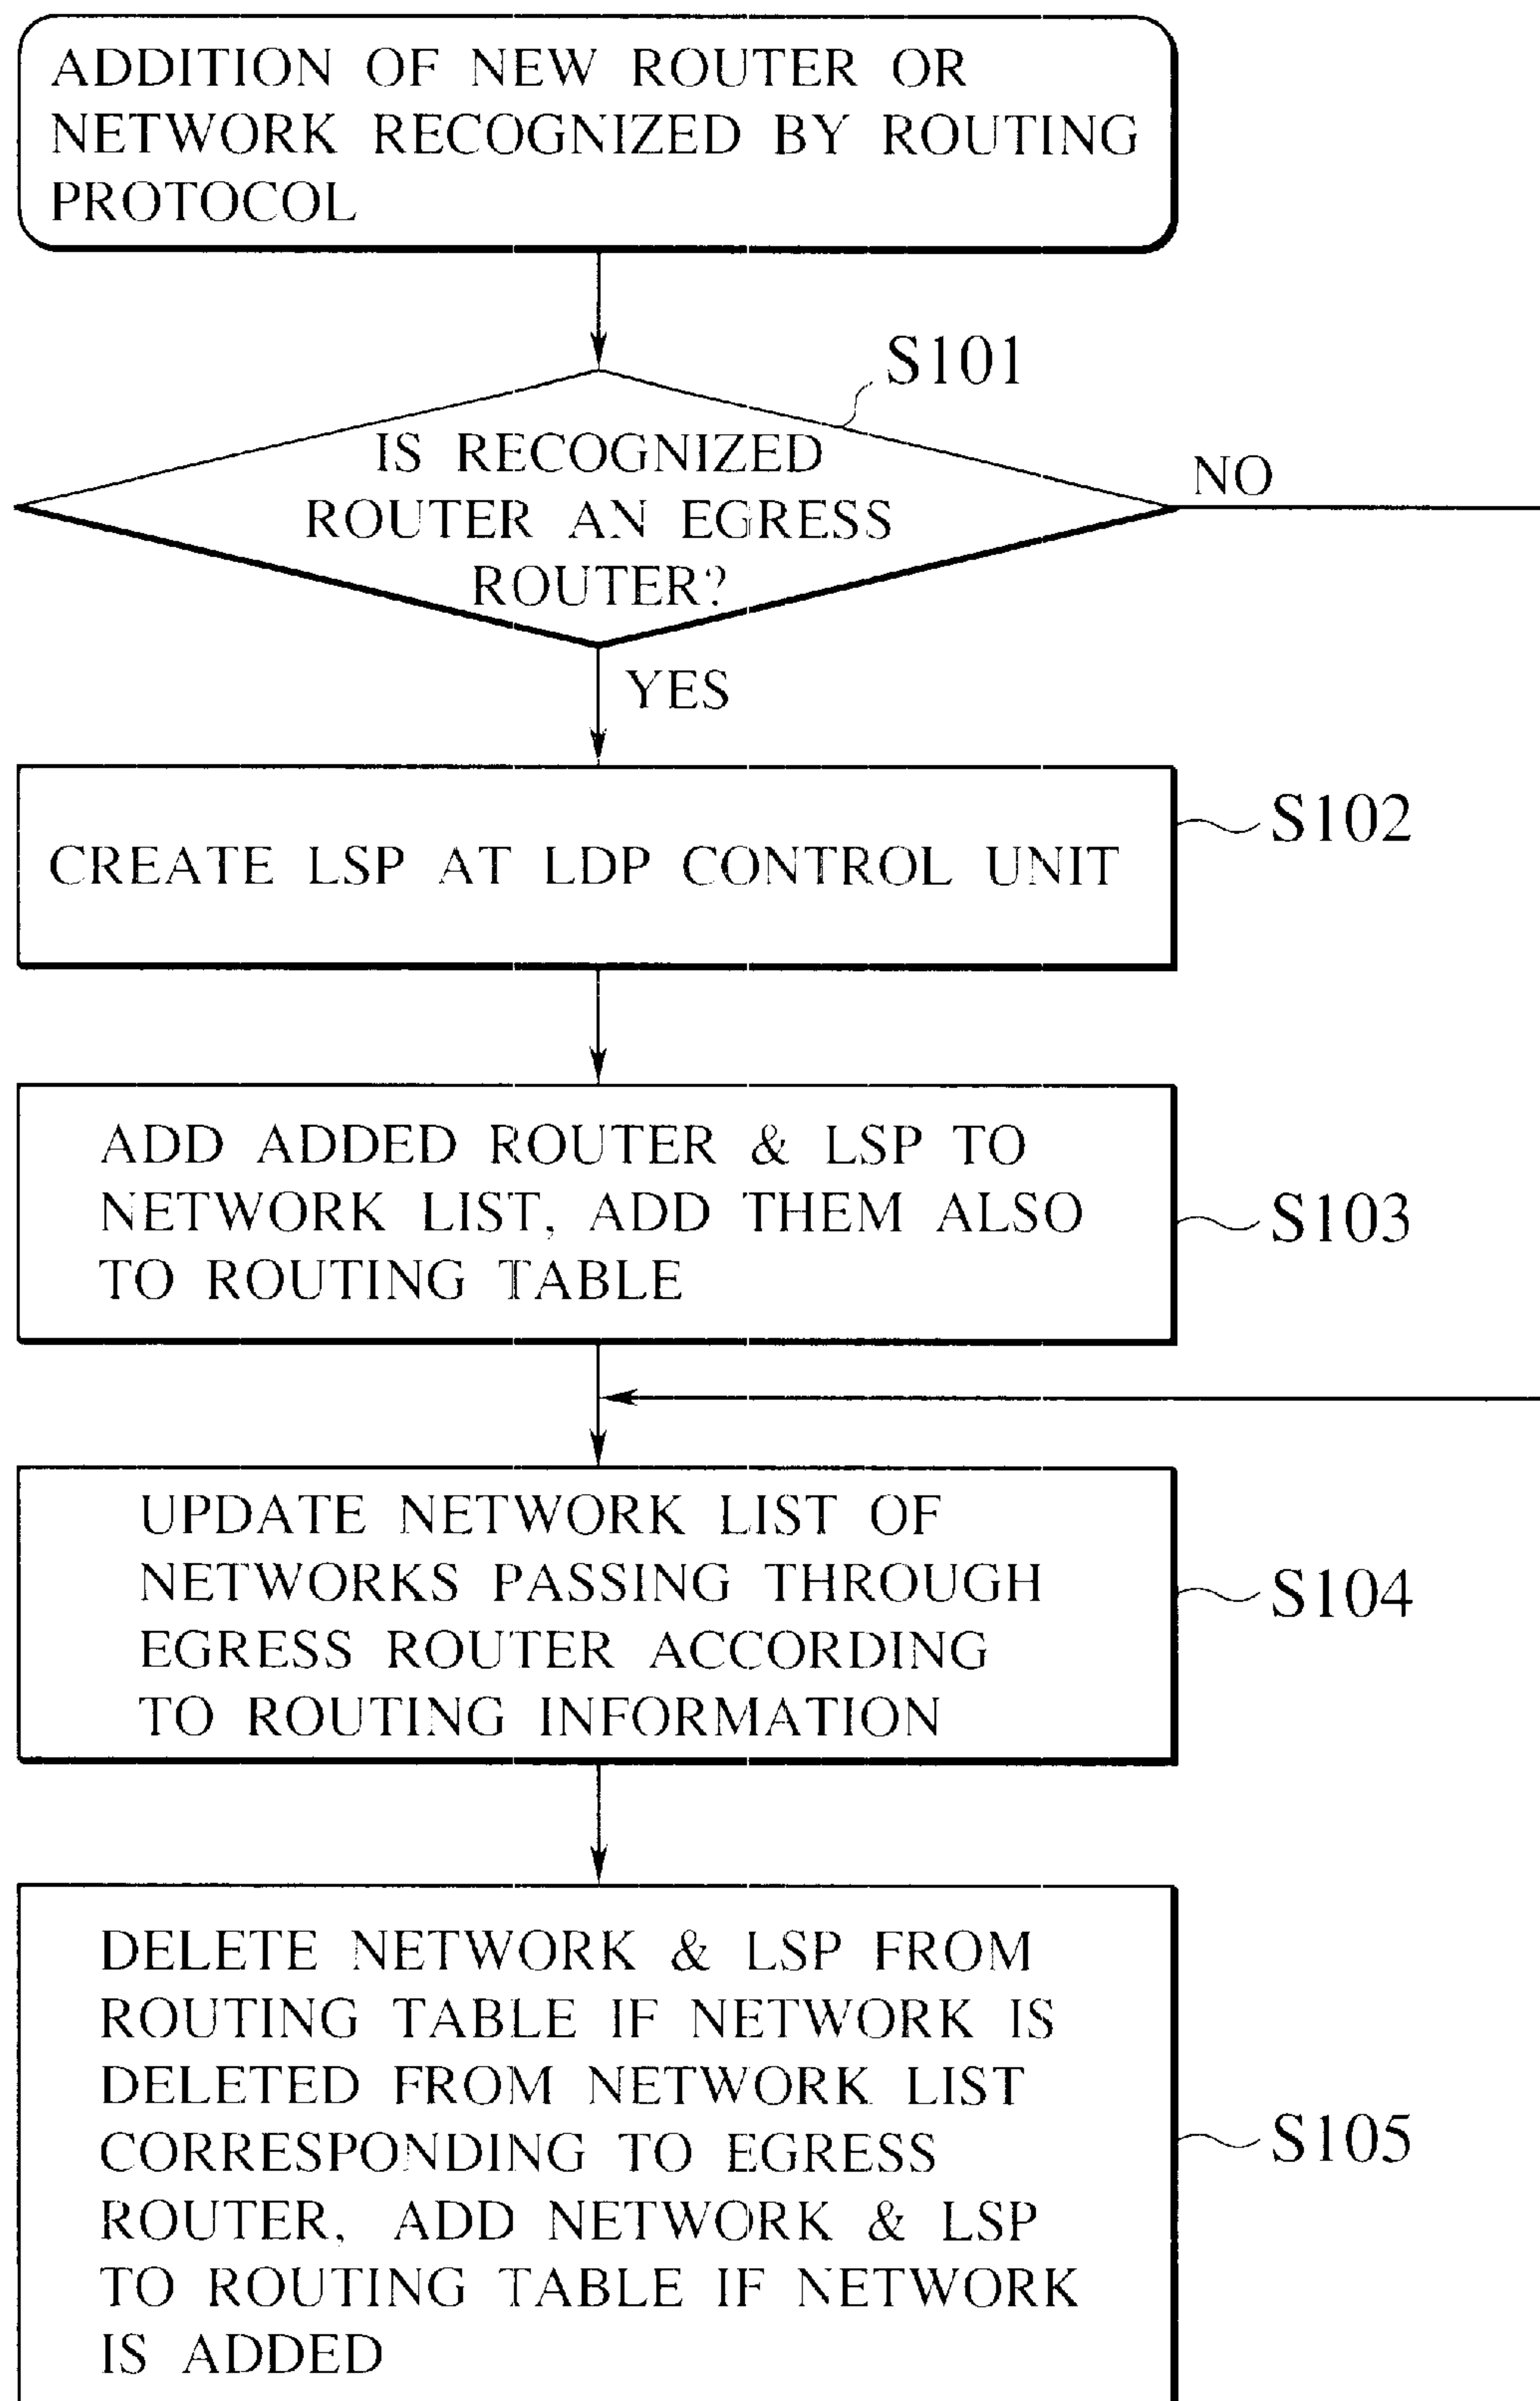 ADDITION OF NEW ROUTER OR
NETWORK RECOGNIZED BY ROUTING
PROTOCOL
S101
IS RECOGNIZED
ROUTER AN EGRESS
ROUTER?
NO
YES
S102
CREATE LSP AT LDP CONTROL UNIT
ADD ADDED ROUTER & LSP TO
NETWORK LIST, ADD THEM ALSO
TO ROUTING TABLE
S103
UPDATE NETWORK LIST OF
NETWORKS PASSING THROUGH
EGRESS ROUTER ACCORDING
TO ROUTING INFORMATION
S104
DELETE NETWORK & LSP FROM
ROUTING TABLE IF NETWORK IS
DELETED FROM NETWORK LIST
CORRESPONDING TO EGRESS
ROUTER, ADD NETWORK & LSP
TO ROUTING TABLE IF NETWORK
IS ADDED
S105